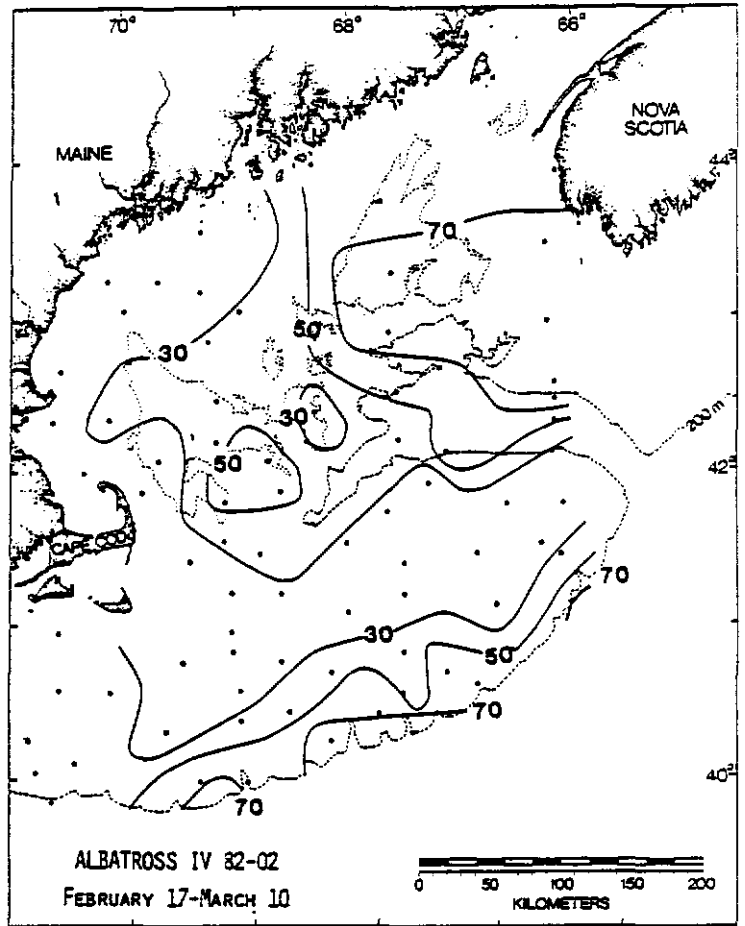 70° 68° 66°
NOVA
SCOTIA
MAINE
44°
70
50
30
30
200 m
50
42°
CAPE COD
70
30
50
70
40°
70
ALBATROSS IV 82-02
FEBRUARY 17-MARCH 10
0 50 100 150 200
KILOMETERS